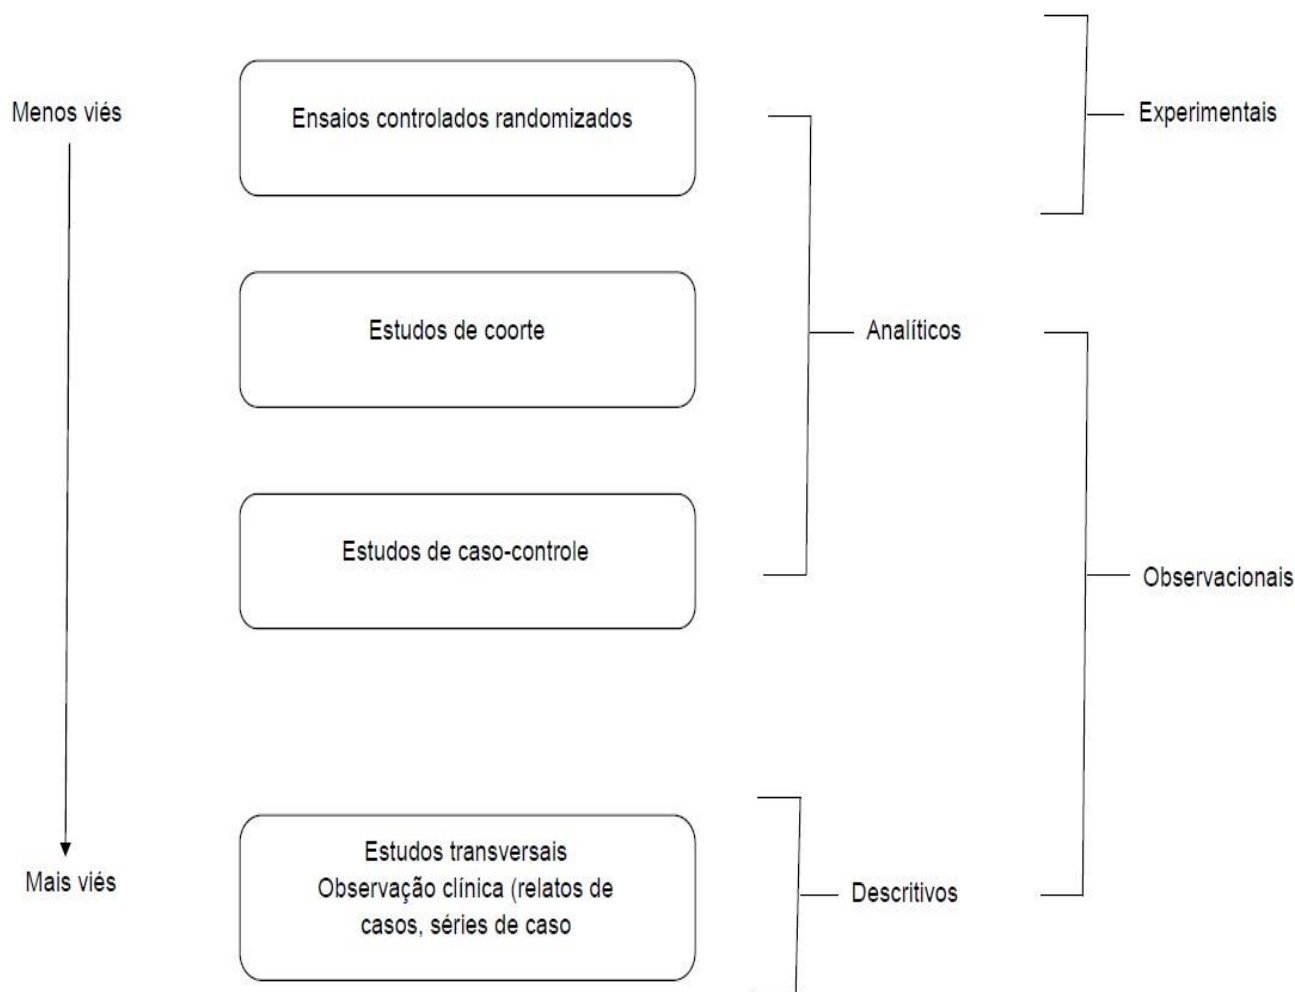 Menos viés
Ensaios controlados randomizados
Experimentais
Estudos de coorte
Analíticos
Estudos de caso-controle
Observacionais
Mais viés
Estudos transversais
Observação clínica (relatos de
casos, séries de caso
Descritivos